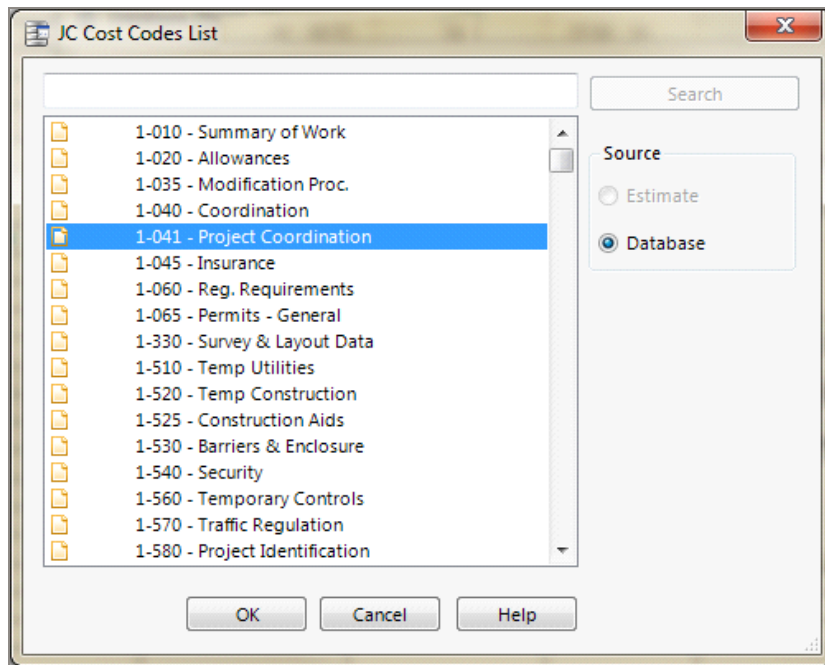 JC Cost Codes List
Search
1-010 - Summary of Work
1-020 - Allowances
1-035 - Modification Proc.
1-040 - Coordination
1-041 - Project Coordination
1-045 - Insurance
1-060 - Reg. Requirements
1-065 - Permits - General
1-330 - Survey & Layout Data
1-510 - Temp Utilities
1-520 - Temp Construction
1-525 - Construction Aids
1-530 - Barriers & Enclosure
1-540 - Security
1-560 - Temporary Controls
1-570 - Traffic Regulation
1-580 - Project Identification
Source
Estimate
Database
OK Cancel Help